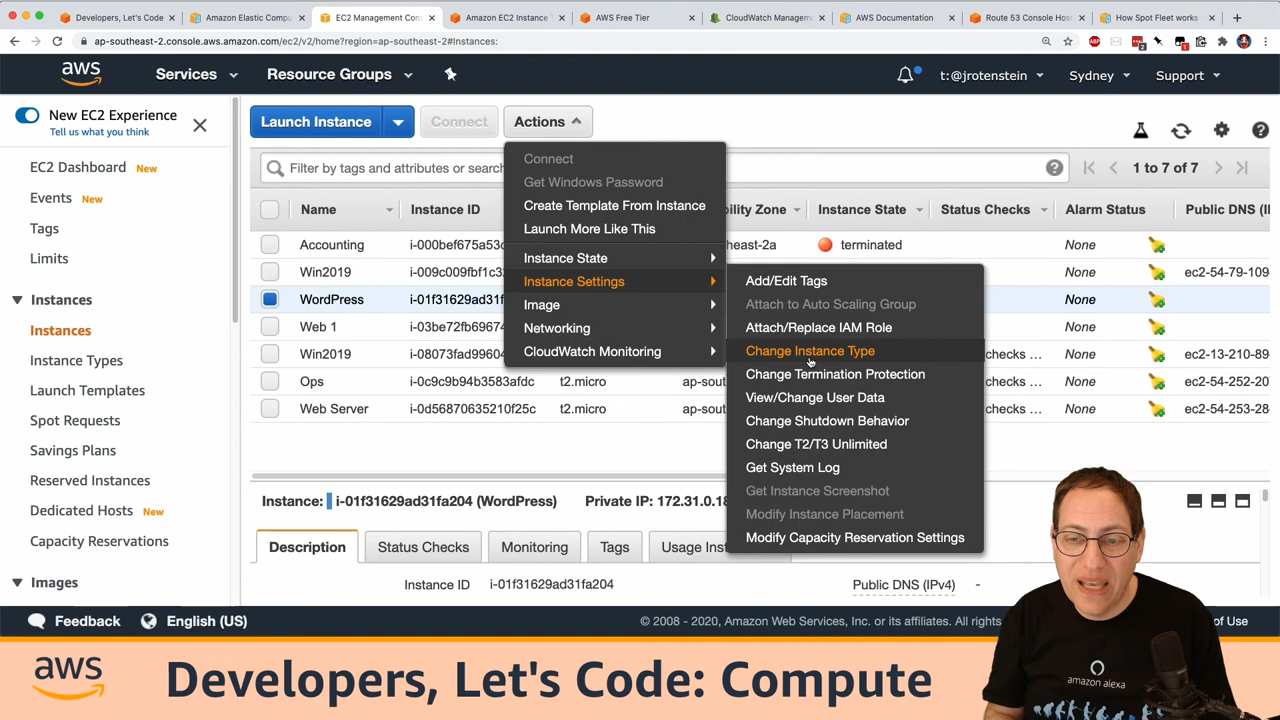 Developers, Let's Code
Amazon Elastic Compu
EC2 Management Con
Amazon EC2 Instance T
AWS Free Tier
CloudWatch Managem
AWS Documentation
Route 53 Console Hos
How Spot Fleet works
ap-southeast-2.console.aws.amazon.com/ec2/v2/home?region=ap-southeast-2#Instances:
aws
Services
Resource Groups
t:@jrotenstein
Sydney
Support
New EC2 Experience
Tell us what you think
EC2 Dashboard New
Events New
Tags
Limits
Instances
Instances
Instance Types
Launch Templates
Spot Requests
Savings Plans
Reserved Instances
Dedicated Hosts New
Capacity Reservations
Images
Launch Instance
Connect
Actions
Filter by tags and attributes or search
1 to 7 of 7
Name Instance ID bility Zone Instance State Status Checks Alarm Status Public DNS (I
Accounting i-000bef675a53c heast-2a terminated None
Win2019 i-009c009fbf1c3 None ec2-54-79-109
WordPress i-01f31629ad31f None
Web 1 i-03be72fb69674 None
Win2019 i-08073fad99604 checks ... None ec2-13-210-89
Ops i-0c9c9b94b3583afdc t2.micro ap-sou checks ... None ec2-54-252-20
Web Server i-0d56870635210f25c t2.micro ap-sou checks ... None ec2-54-253-28
Connect
Get Windows Password
Create Template From Instance
Launch More Like This
Instance State
Instance Settings
Image
Networking
CloudWatch Monitoring
Add/Edit Tags
Attach to Auto Scaling Group
Attach/Replace IAM Role
Change Instance Type
Change Termination Protection
View/Change User Data
Change Shutdown Behavior
Change T2/T3 Unlimited
Get System Log
Get Instance Screenshot
Modify Instance Placement
Modify Capacity Reservation Settings
Instance: i-01f31629ad31fa204 (WordPress) Private IP: 172.31.0.18
Description
Status Checks
Monitoring
Tags
Usage Inst
Instance ID i-01f31629ad31fa204 Public DNS (IPv4) -
Feedback
English (US)
© 2008 - 2020, Amazon Web Services, Inc. or its affiliates. All rights
of Use
aws
Developers, Let's Code: Compute
amazon alexa